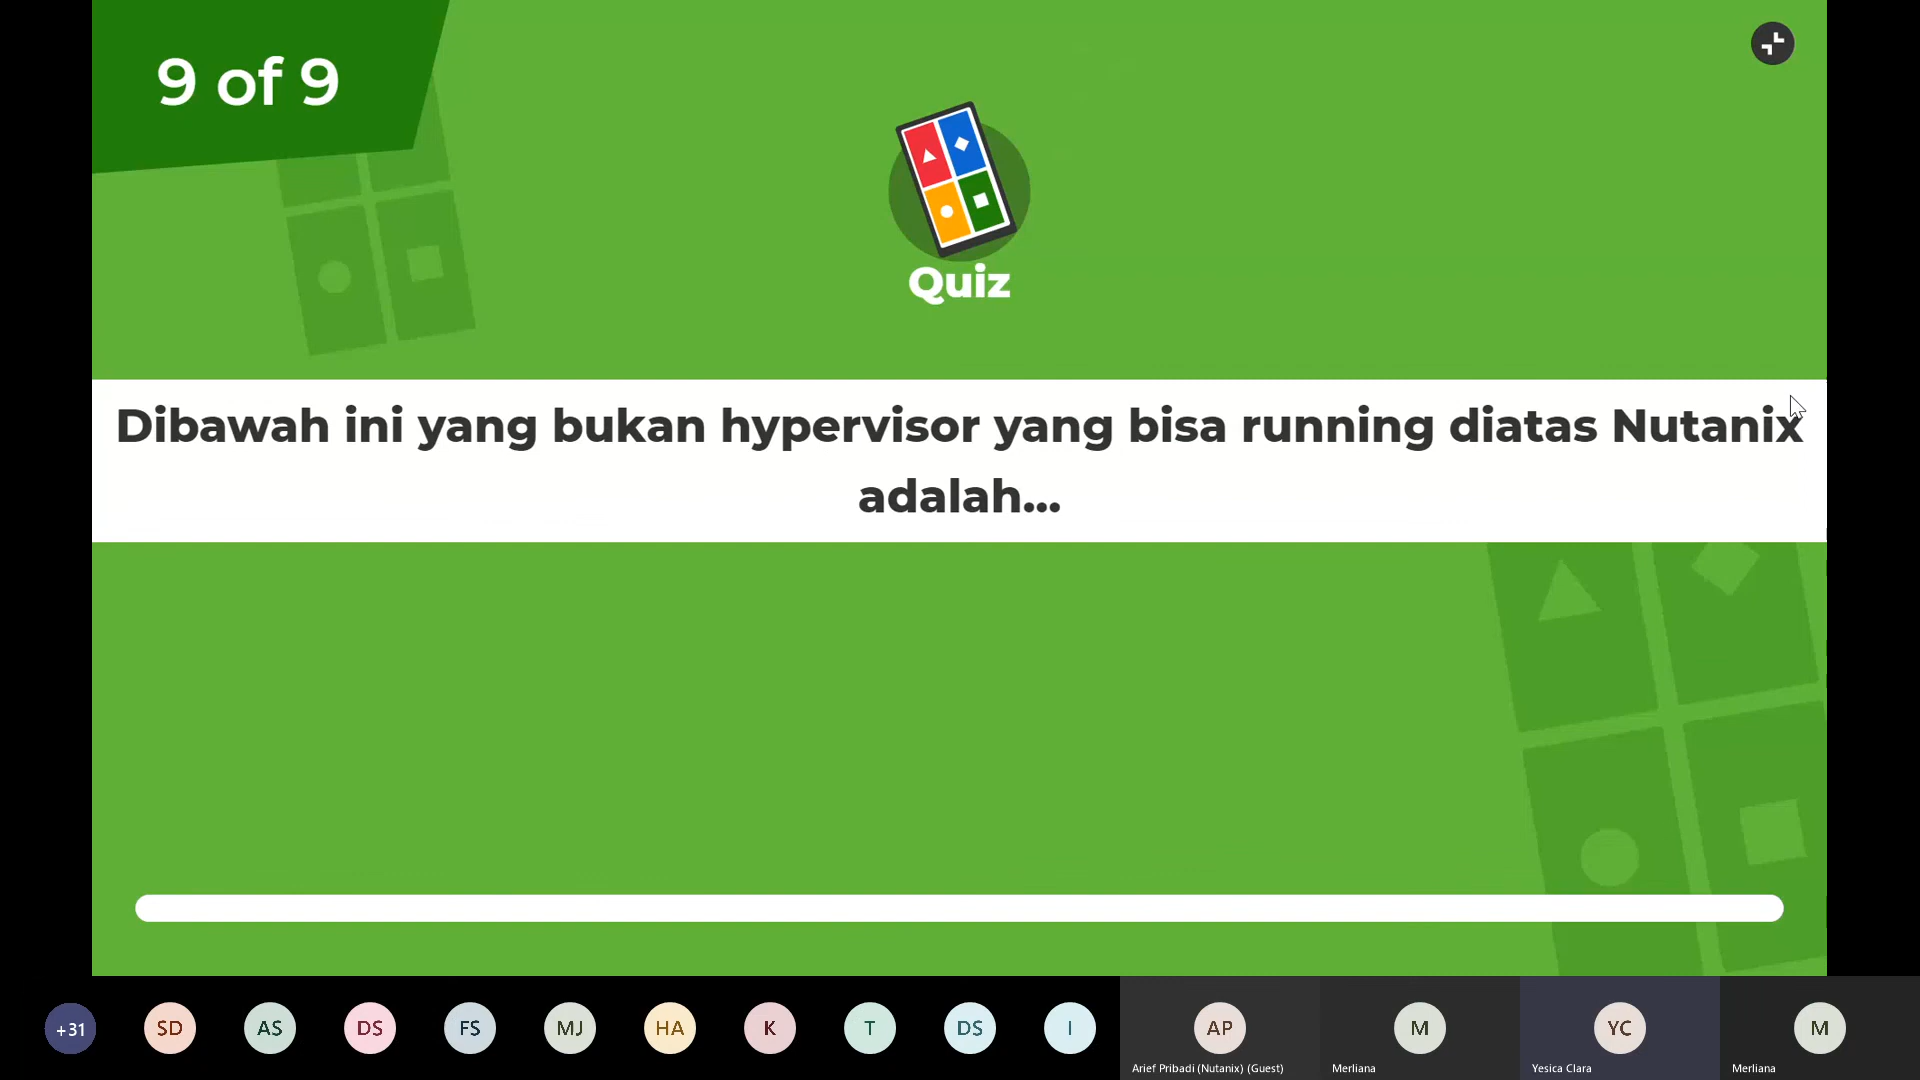 9 of 9
Quiz
Dibawah ini yang bukan hypervisor yang bisa running diatas Nutanix
adalah...
+31
SD
AS
DS
FS
MJ
HA
K
T
DS
I
AP
M
YC
M
Arief Pribadi (Nutanix) (Guest)
Merliana
Yesica Clara
Merliana